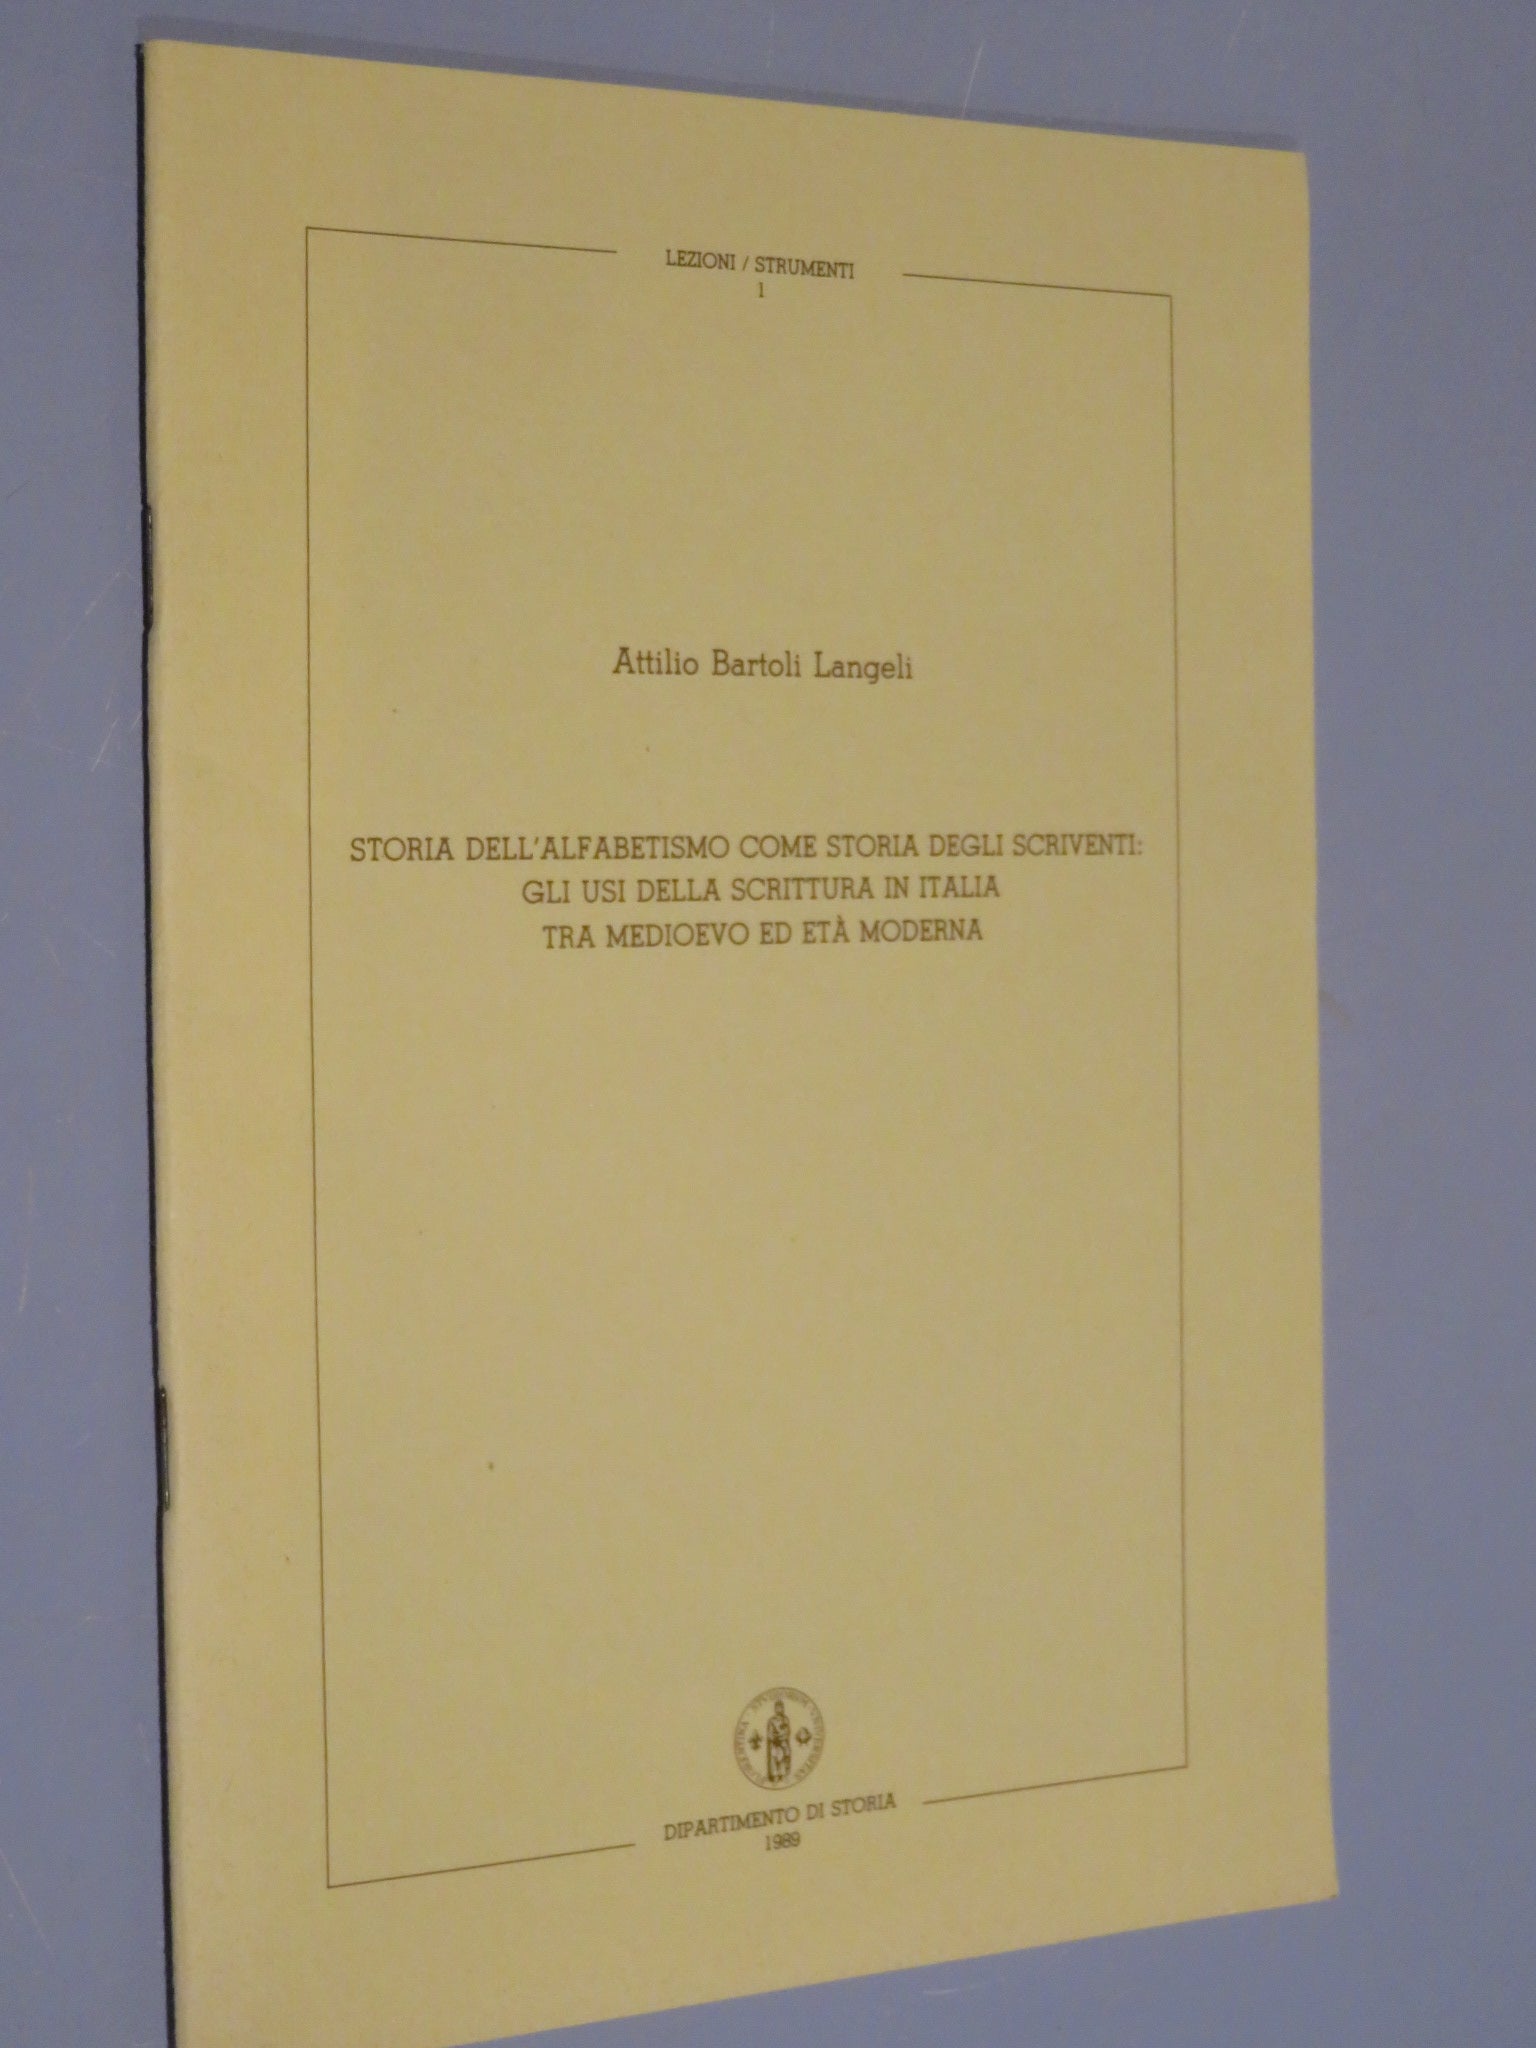 LEZIONI / STRUMENTI
1
Attilio Bartoli Langeli
STORIA DELL'ALFABETISMO COME STORIA DEGLI SCRIVENTI:
GLI USI DELLA SCRITTURA IN ITALIA
TRA MEDIOEVO ED ETÀ MODERNA
DIPARTIMENTO DI STORIA
1989